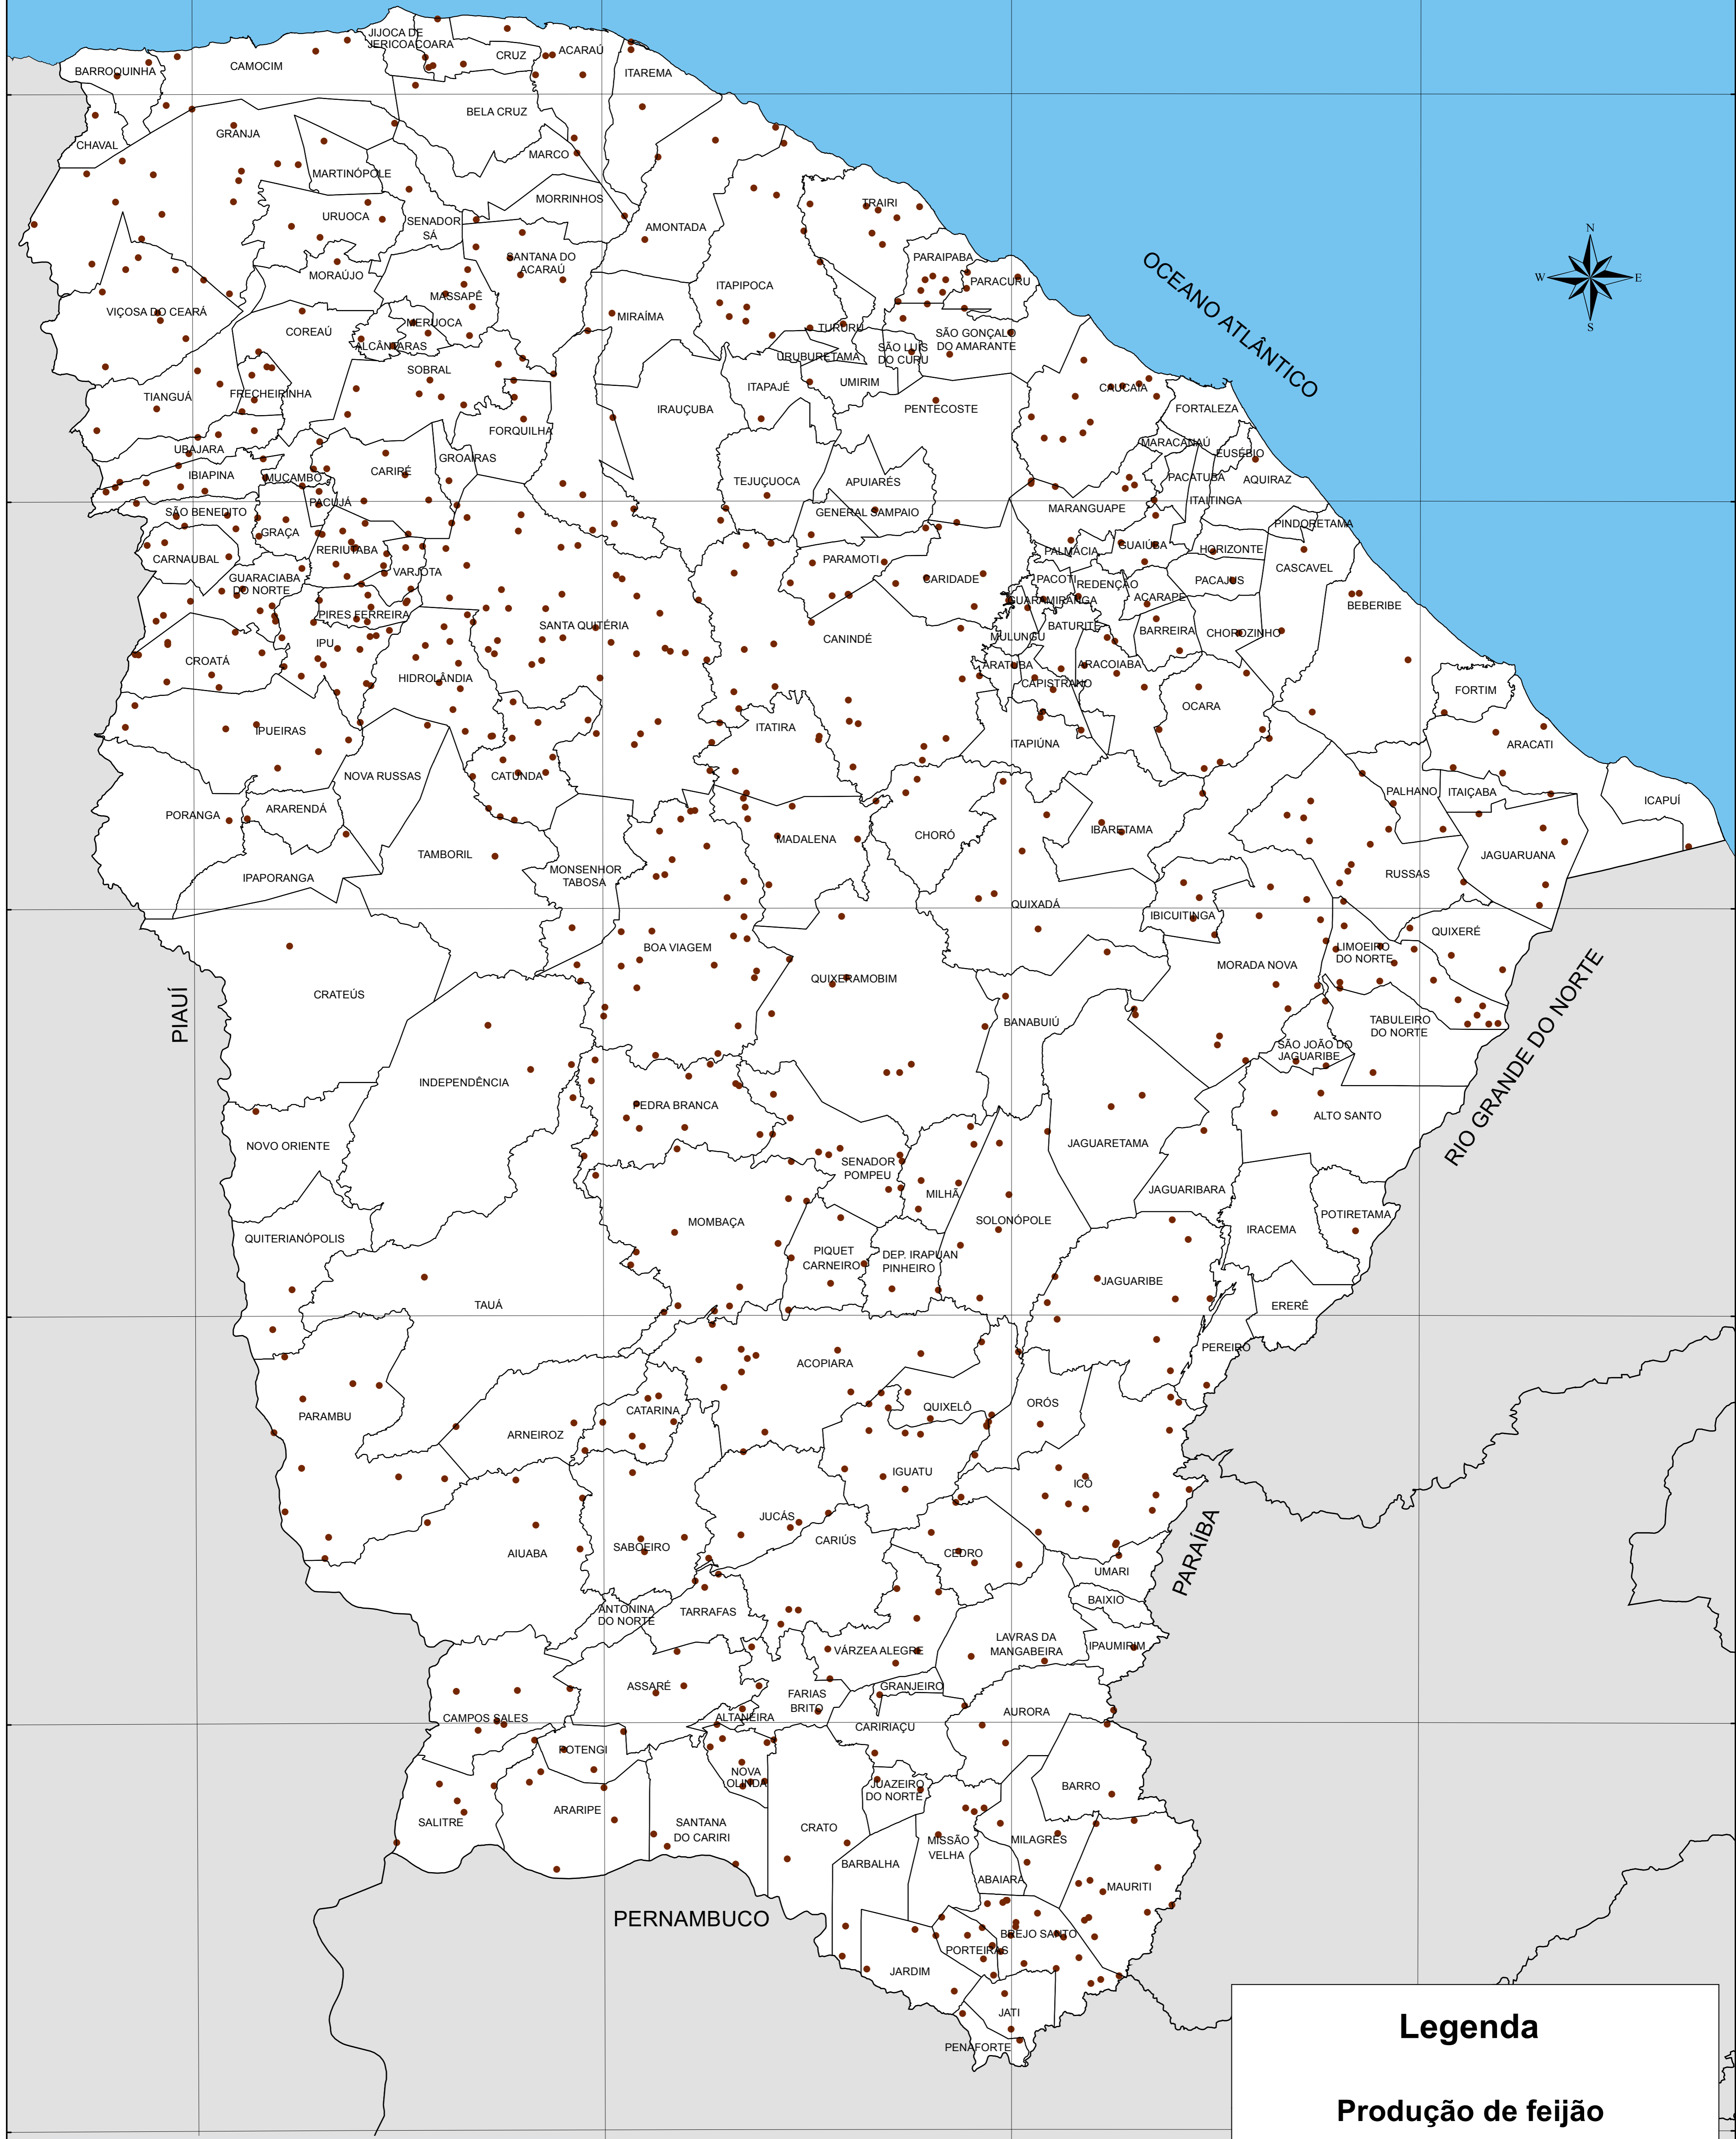 JIJOCA DE
JERICOACOARA
CRUZ
ACARAÚ
ITAREMA
BARROQUINHA
CAMOCIM
BELA CRUZ
CHAVAL
GRANJA
MARTINÓPOLE
MARCO
MORRINHOS
URUOCA
SENADOR
SÁ
AMONTADA
TRAIRI
SANTANA DO
ACARAÚ
MORAÚJO
MASSAPÊ
ITAPIPOCA
PARAIPABA
PARACURU
N
W
E
S
OCEANO ATLÂNTICO
VIÇOSA DO CEARÁ
COREAÚ
MERUOCA
ALCÂNTARAS
MIRAÍMA
TURURU
URUBURETAMA
SÃO LUIS
DO CURU
SÃO GONÇALO
DO AMARANTE
SOBRAL
TIANGUÁ
FRECHEIRINHA
IRAUÇUBA
ITAPAJÉ
UMIRIM
PENTECOSTE
CAUCAIA
FORTALEZA
FORQUILHA
UBAJARA
IBIAPINA
MUCAMBO
CARIRÉ
GROAÍRAS
MARACANAÚ
EUSÉBIO
PACATUBA
AQUIRAZ
ITAITINGA
TEJUÇUOCA
APUIARÉS
GENERAL SAMPAIO
MARANGUAPE
PINDORETAMA
PACUJÁ
SÃO BENEDITO
GRAÇA
RERIUTABA
CARNAUBAL
GUARACIABA
DO NORTE
VARJOTA
PARAMOTI
CARIDADE
PALMÁCIA
GUAIÚBA
HORIZONTE
CASCAVEL
PACOTI
REDENÇÃO
PACAJUS
GUARAMIRANGA
ACARAPE
BEBERIBE
PIRES FERREIRA
IPU
SANTA QUITÉRIA
CANINDÉ
MULUNGU
BATURITÉ
BARREIRA
CHOROZINHO
CROATÁ
HIDROLÂNDIA
ARATUBA
ARACOIABA
CAPISTRANO
FORTIM
OCARA
IPUEIRAS
ITATIRA
ITAPIÚNA
ARACATI
NOVA RUSSAS
CATUNDA
PALHANO
ITAIÇABA
ICAPUÍ
PORANGA
ARARENDÁ
MADALENA
CHORÓ
IBARETAMA
TAMBORIL
MONSENHOR
TABOSA
JAGUARUANA
IPAPORANGA
RUSSAS
QUIXADÁ
IBICUITINGA
QUIXERÉ
BOA VIAGEM
LIMOEIRO
DO NORTE
CRATEÚS
QUIXERAMOBIM
MORADA NOVA
PIAUÍ
BANABUIÚ
TABULEIRO
DO NORTE
SÃO JOÃO DO
JAGUARIBE
RIO GRANDE DO NORTE
INDEPENDÊNCIA
PEDRA BRANCA
ALTO SANTO
NOVO ORIENTE
JAGUARETAMA
SENADOR
POMPEU
MILHÃ
JAGUARIBARA
MOMBAÇA
SOLONÓPOLE
POTIRETAMA
IRACEMA
QUITERIANÓPOLIS
PIQUET
CARNEIRO
DEP. IRAPUAN
PINHEIRO
JAGUARIBE
TAUÁ
ERERÊ
PEREIRO
ACOPIARA
PARAMBU
CATARINA
QUIXELÔ
ORÓS
ARNEIROZ
IGUATU
ICÓ
JUCÁS
PARAÍBA
CARIÚS
AIUABA
SABOEIRO
CEDRO
UMARI
BAIXIO
ANTONINA
DO NORTE
TARRAFAS
LAVRAS DA
MANGABEIRA
IPAUMIRIM
VÁRZEA ALEGRE
ASSARÉ
FARIAS
BRITO
GRANJEIRO
CAMPOS SALES
ALTANEIRA
AURORA
CARIRIAÇU
POTENGI
NOVA
OLINDA
JUAZEIRO
DO NORTE
BARRO
ARARIPE
SALITRE
SANTANA
DO CARIRI
CRATO
MISSÃO
VELHA
MILAGRES
BARBALHA
ABAIARA
MAURITI
PERNAMBUCO
BREJO SANTO
PORTEIRAS
JARDIM
JATI
PENAFORTE
Legenda
Produção de feijão